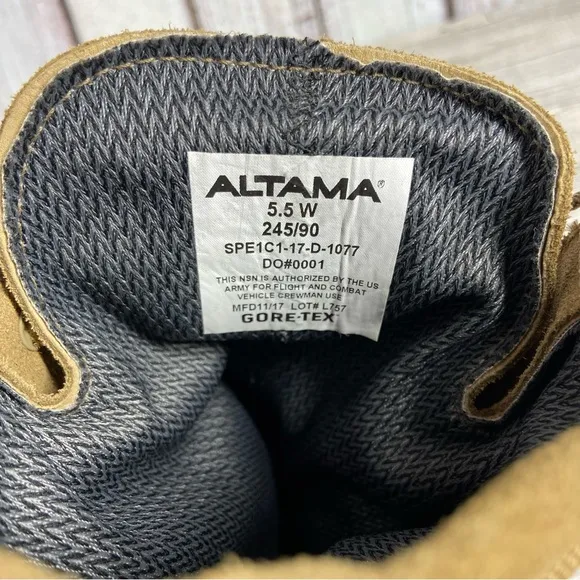 ALTAMA®
5.5 W
245/90
SPE1C1-17-D-1077
DO#0001
THIS NSN IS AUTHORIZED BY THE US
ARMY FOR FLIGHT AND COMBAT
VEHICLE CREWMAN USE
MFD11/17 LOT# L757
GORE-TEX™